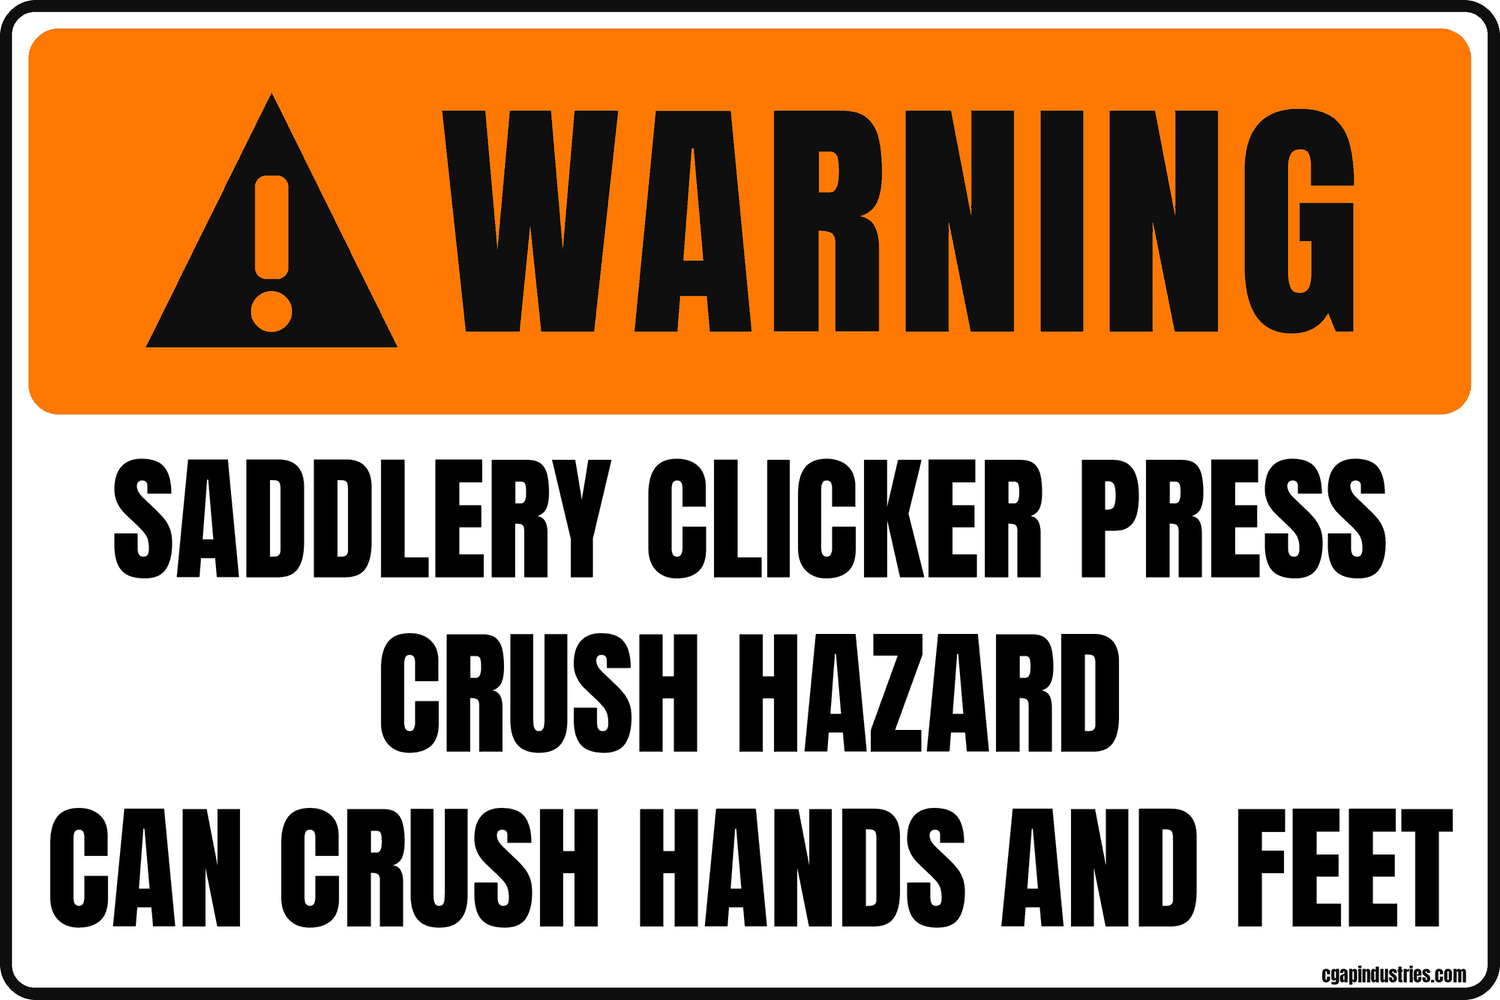 WARNING
SADDLERY CLICKER PRESS
CRUSH HAZARD
CAN CRUSH HANDS AND FEET
cgapindustries.com